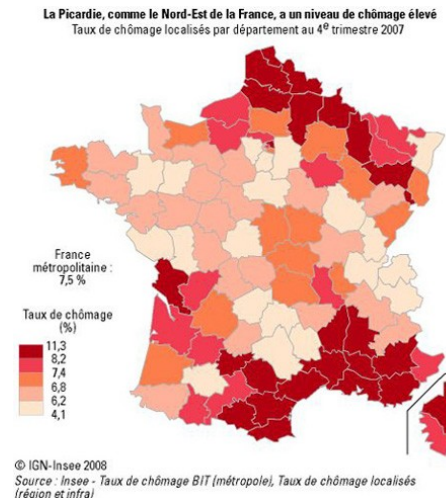 La Picardie, comme le Nord-Est de la France, a un niveau de chômage élevé
Taux de chômage localisés par département au 4e trimestre 2007
France
métropolitaine :
7,5 %
Taux de chômage
(%)
11,3
8,2
7,4
6,8
6,2
4,1
© IGN-Insee 2008
Source : Insee - Taux de chômage BIT (métropole), Taux de chômage localisés
(région et infra)